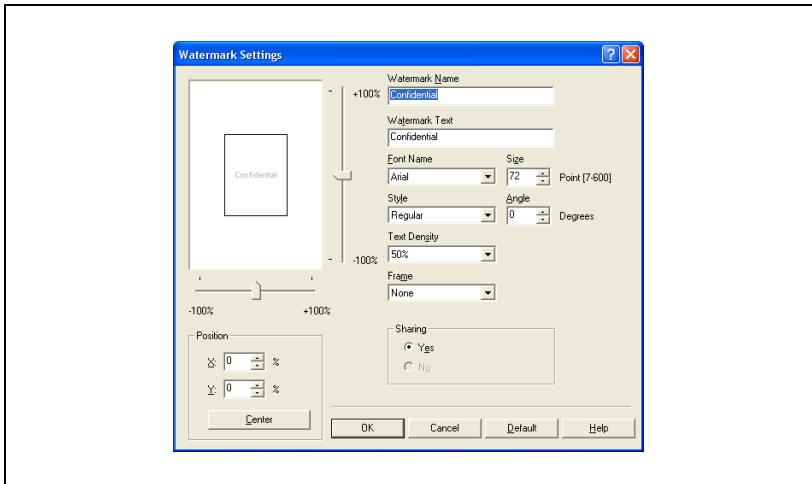 Watermark Settings
Watermark Name
+100%
Confidential
Watermark Text
Confidential
Confidential
Font Name
Size
Arial
72
Point [7-600]
Style
Angle
Regular
0
Degrees
Text Density
-100%
50%
Frame
None
-100%
+100%
Position
X: 0 %
Y: 0 %
Center
Sharing
Yes
No
OK
Cancel
Default
Help